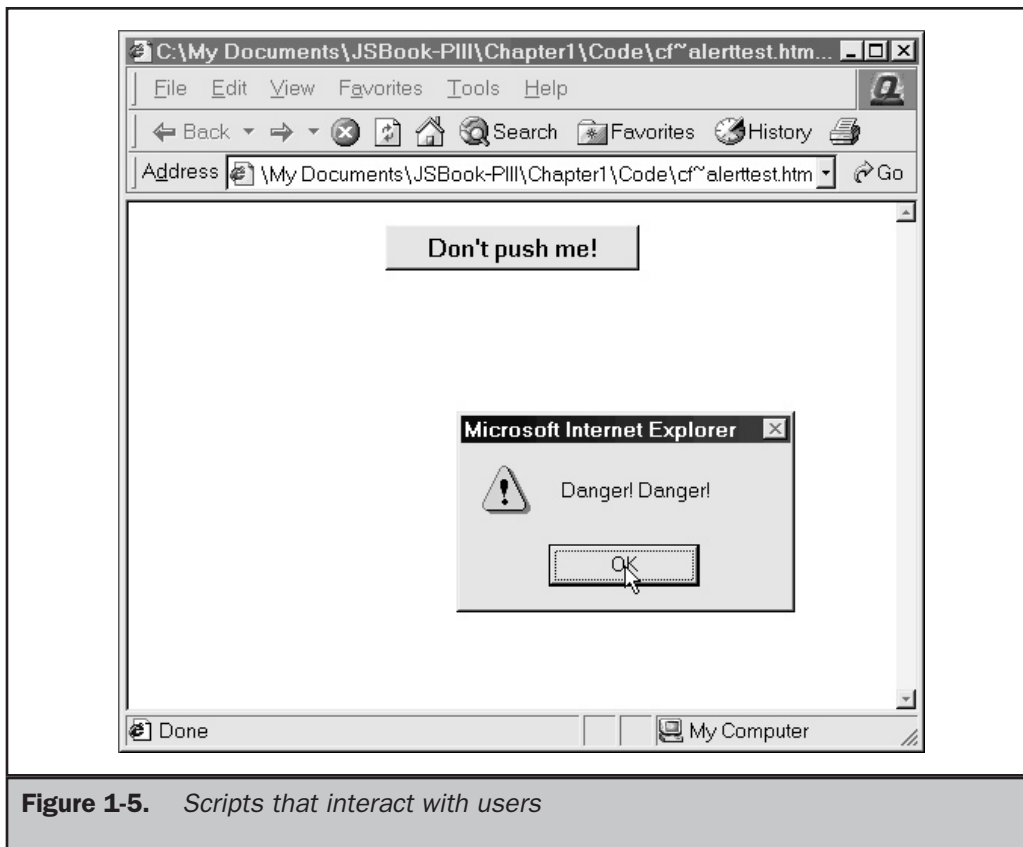 C:\My Documents\JSBook-PIII\Chapter1\Code\cf~alerttest.htm...
File Edit View Favorites Tools Help
Back Search Favorites History
Address \My Documents\JSBook-PIII\Chapter1\Code\cf~alerttest.htm Go
Don't push me!
Microsoft Internet Explorer
Danger! Danger!
OK
Done My Computer
Figure 1-5. Scripts that interact with users